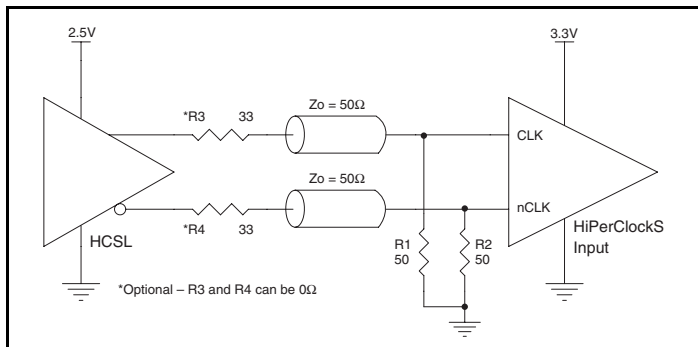 2.5V
3.3V
*R3 33
Zo = 50Ω
CLK
Zo = 50Ω
nCLK
HCSL
*R4 33
R1
50
R2
50
HiPerClockS
Input
*Optional – R3 and R4 can be 0Ω